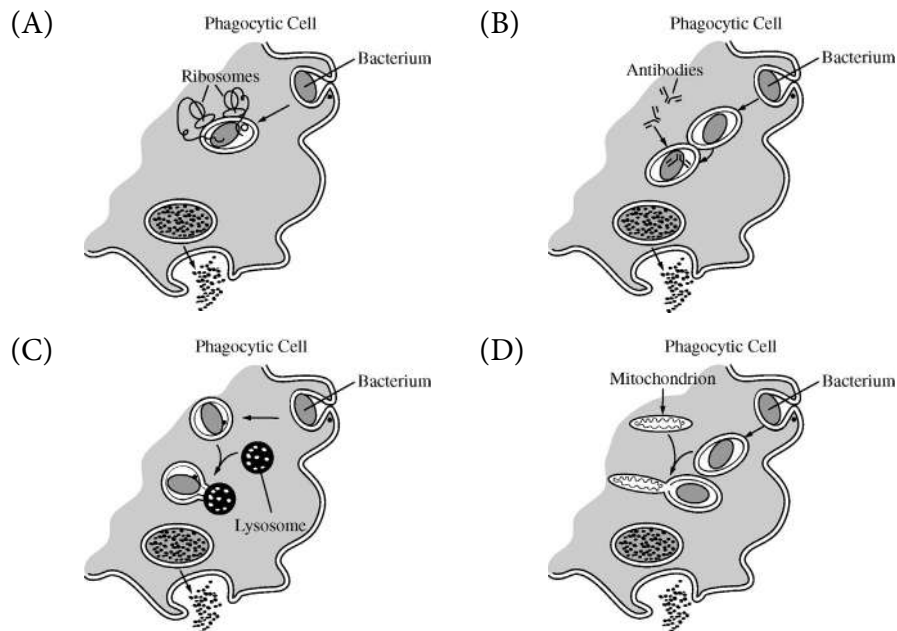 (A)
Phagocytic Cell
Bacterium
Ribosomes
(B)
Phagocytic Cell
Bacterium
Antibodies
(C)
Phagocytic Cell
Bacterium
Lysosome
(D)
Phagocytic Cell
Mitochondrion
Bacterium